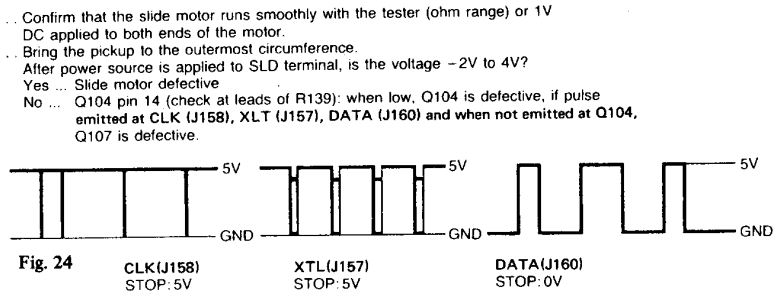 . . Confirm that the slide motor runs smoothly with the tester (ohm range) or 1V
DC applied to both ends of the motor.
. . Bring the pickup to the outermost circumference.
After power source is applied to SLD terminal, is the voltage −2V to 4V?
Yes ... Slide motor defective
No ... Q104 pin 14 (check at leads of R139): when low, Q104 is defective, if pulse
emitted at CLK (J158), XLT (J157), DATA (J160) and when not emitted at Q104,
Q107 is defective.
5V 5V 5V
GND GND GND
Fig. 24 CLK(J158) XTL(J157) DATA(J160)
STOP: 5V STOP: 5V STOP: 0V